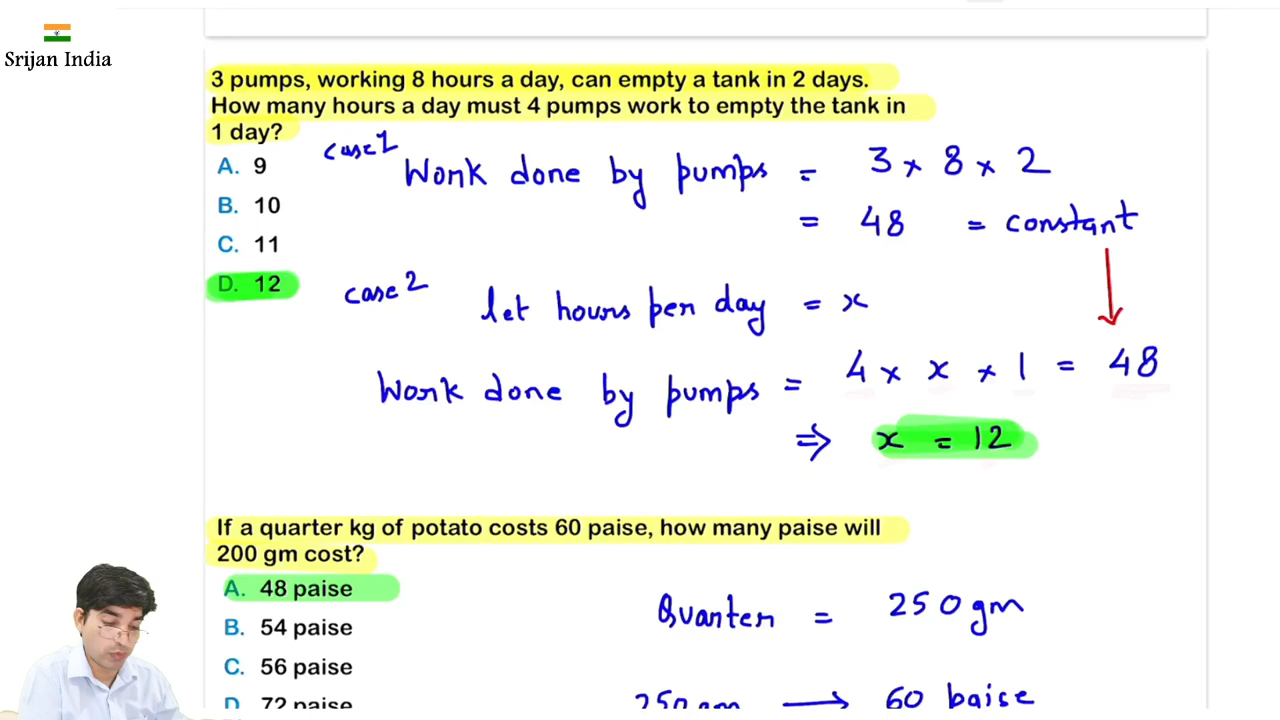 Srijan India
3 pumps, working 8 hours a day, can empty a tank in 2 days.
How many hours a day must 4 pumps work to empty the tank in
1 day?
A. 9
B. 10
C. 11
D. 12
case 1
Work done by pumps = 3 × 8 × 2
= 48 = constant
case 2
let hours per day = x
Work done by pumps = 4 × x × 1 = 48
⇒ x = 12
If a quarter kg of potato costs 60 paise, how many paise will
200 gm cost?
A. 48 paise
B. 54 paise
C. 56 paise
D. 72 paise
Quarter = 250 gm
250 gm → 60 paise